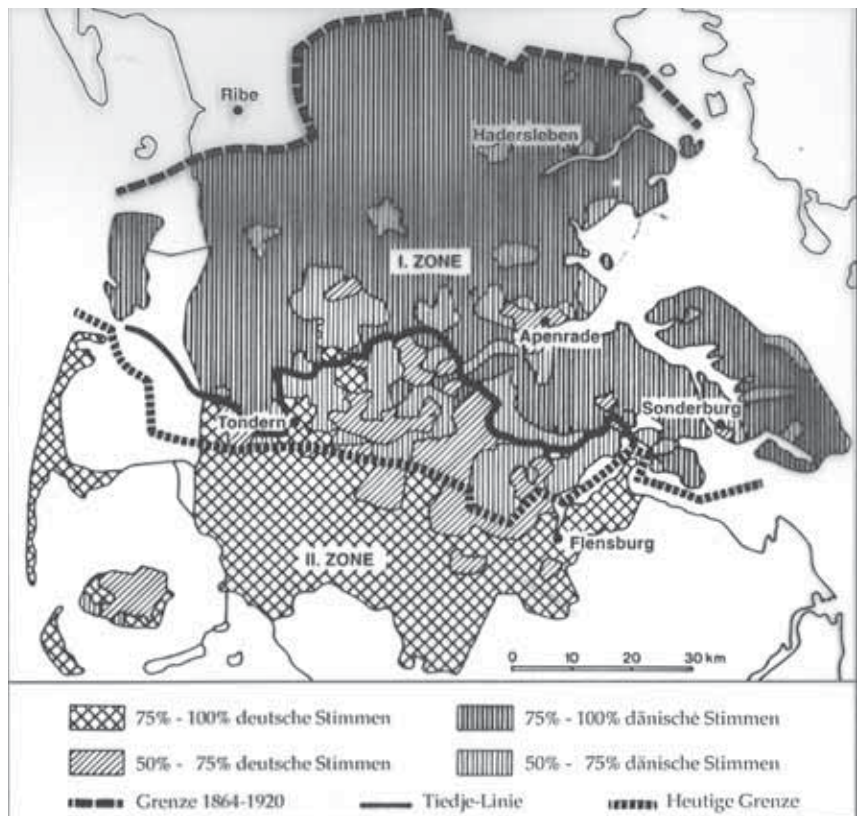 Ribe
Hadersleben
I. ZONE
Apenrade
Sonderburg
Tondern
Flensburg
II. ZONE
0 10 20 30 km
75% - 100% deutsche Stimmen
75% - 100% dänische Stimmen
50% - 75% deutsche Stimmen
50% - 75% dänische Stimmen
Grenze 1864-1920
Tiedje-Linie
Heutige Grenze